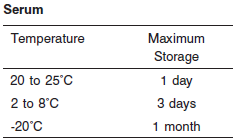 Serum
Temperature Maximum
Storage
20 to 25°C 1 day
2 to 8°C 3 days
-20°C 1 month